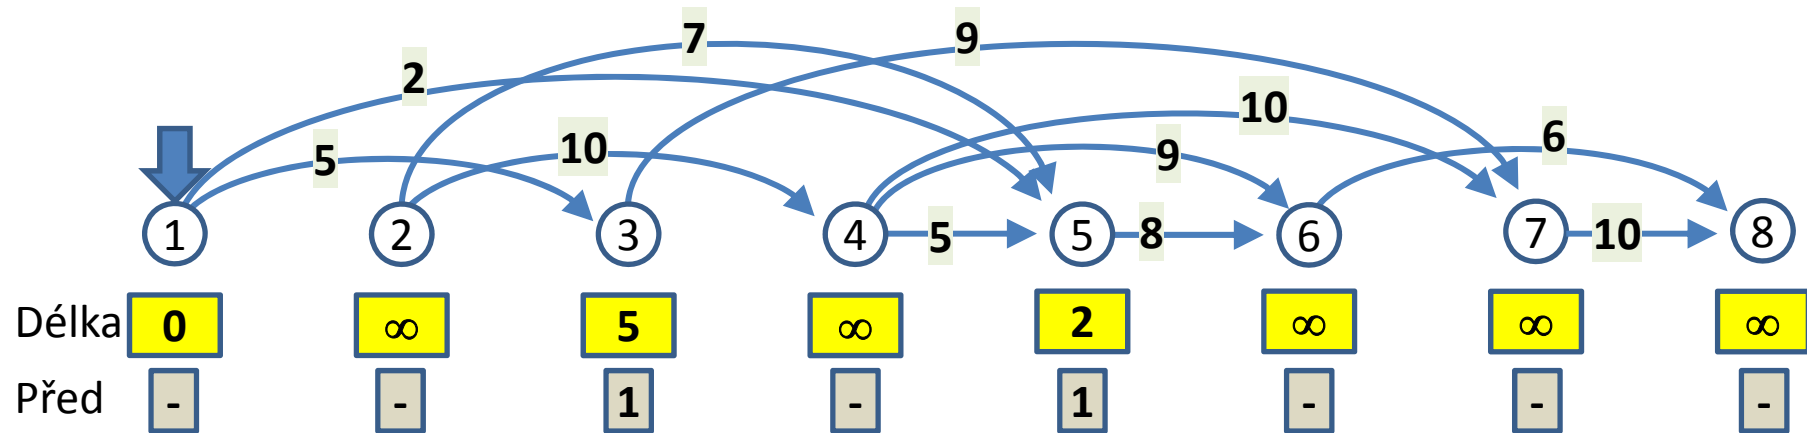 7 9
2
10
5 10 9 6
1 2 3 4 5 5 8 6 7 10 8
Délka 0 ∞ 5 ∞ 2 ∞ ∞ ∞
Před - - 1 - 1 - - -